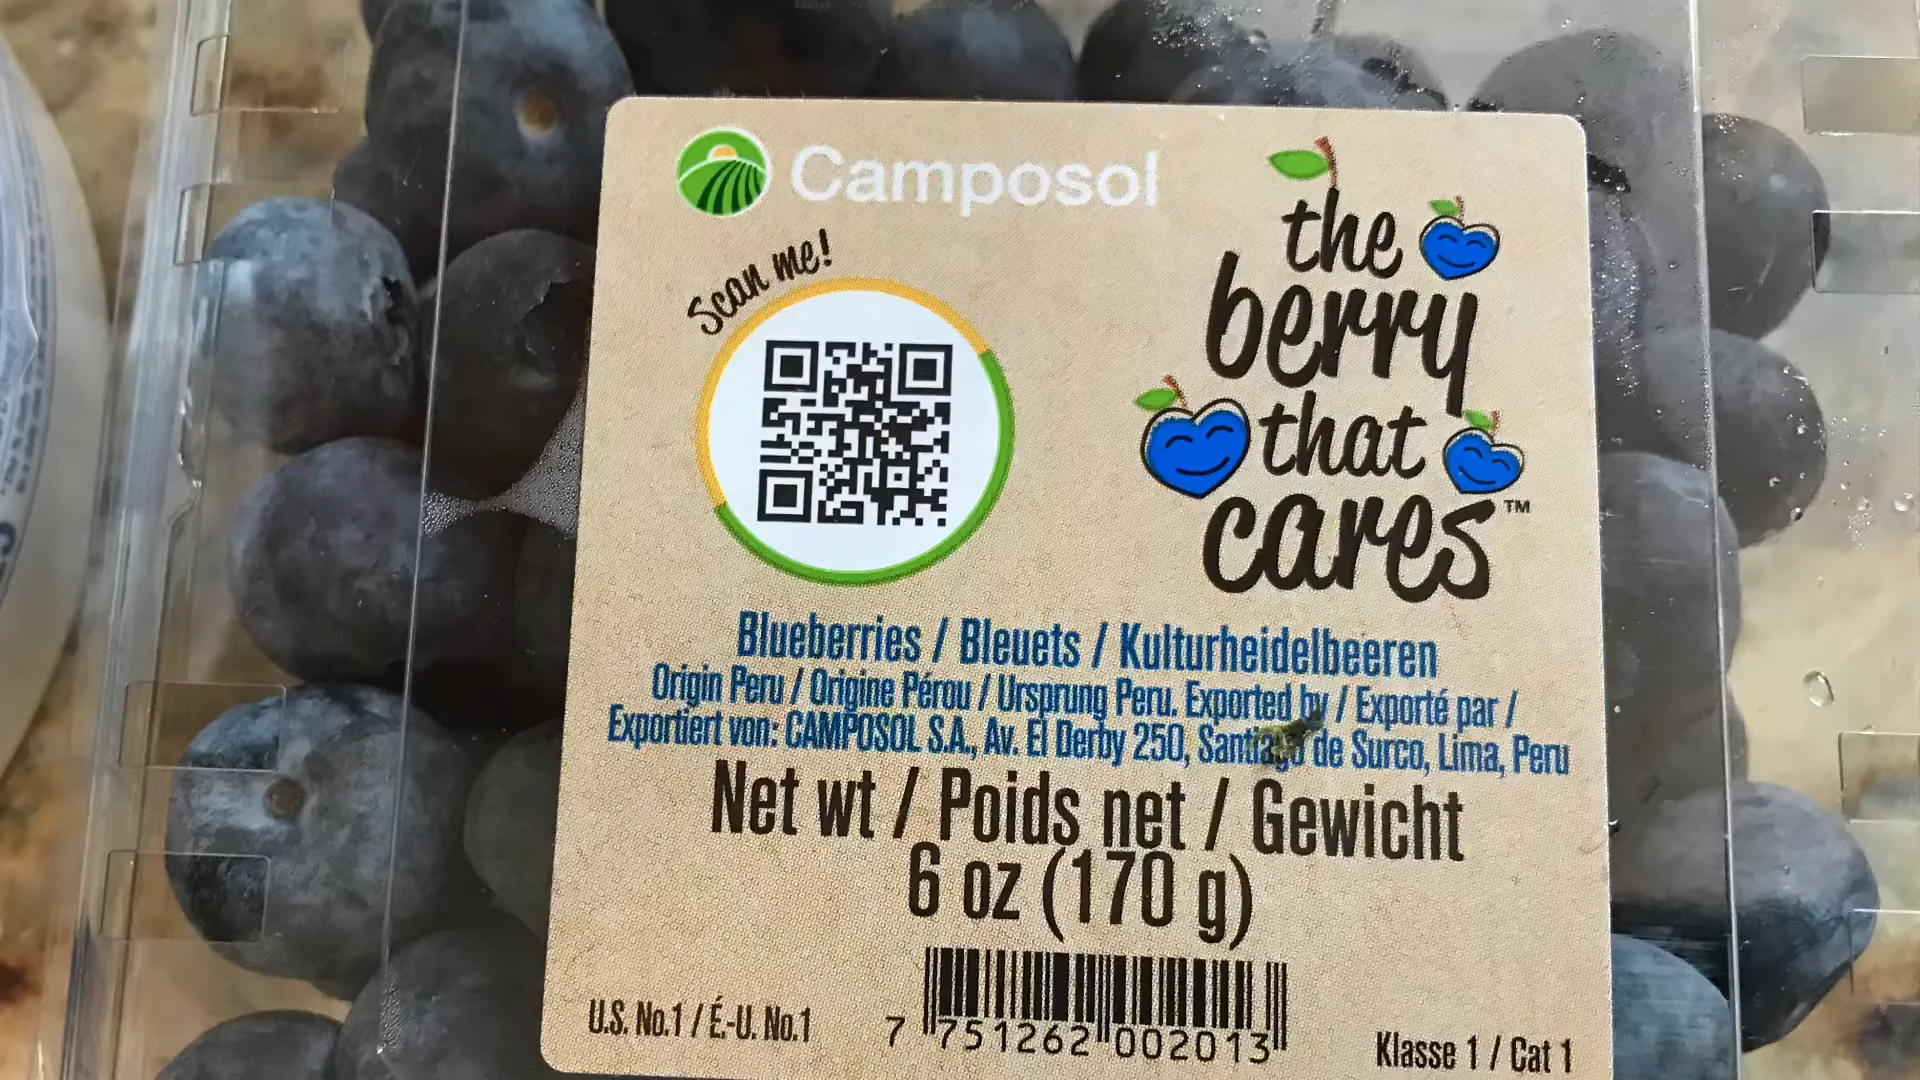 Camposol
Scan me!
the
berry
that
cares™
Blueberries / Bleuets / Kulturheidelbeeren
Origin Peru / Origine Pérou / Ursprung Peru. Exported by / Exporté par /
Exportiert von: CAMPOSOL S.A., Av. El Derby 250, Santiago de Surco, Lima, Peru
Net wt / Poids net / Gewicht
6 oz (170 g)
U.S. No.1 / É.-U. No.1
7 751262 002013
Klasse 1 / Cat 1